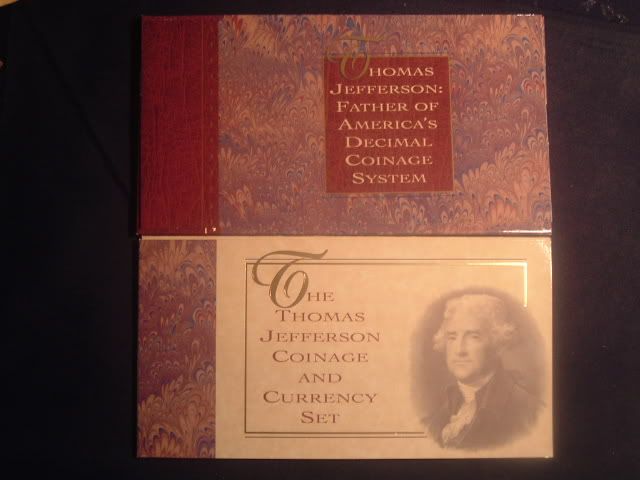 THOMAS
JEFFERSON:
FATHER OF
AMERICA'S
DECIMAL
COINAGE
SYSTEM
THE
THOMAS
JEFFERSON
COINAGE
AND
CURRENCY
SET